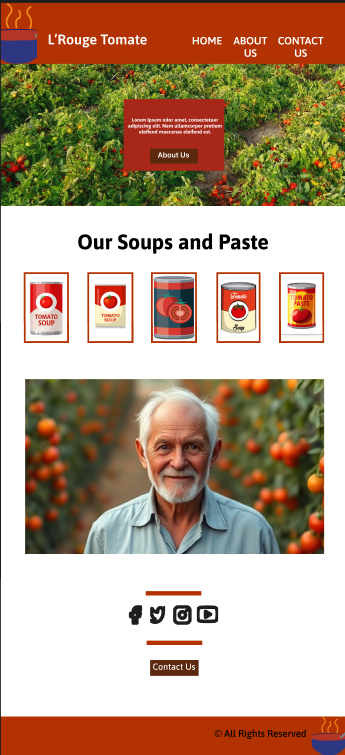 L'Rouge Tomate
HOME
ABOUT
US
CONTACT
US
Lorem ipsum odor amet, consectetuer
adipiscing elit. Nam ullamcorper pretium
eleifend maecenas eleifend est.
About Us
Our Soups and Paste
TOMATO
SOUP
TOMATO
SOUP
Tomato
Soup
TOMATO
PASTE
Contact Us
© All Rights Reserved